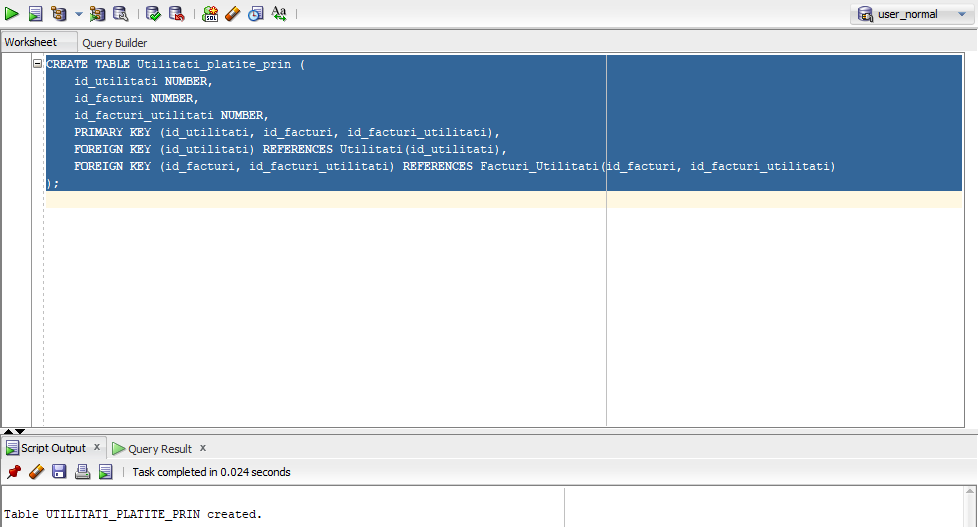 SQL
Aa
user_normal
Worksheet
Query Builder
CREATE TABLE Utilitati_platite_prin (
id_utilitati NUMBER,
id_facturi NUMBER,
id_facturi_utilitati NUMBER,
PRIMARY KEY (id_utilitati, id_facturi, id_facturi_utilitati),
FOREIGN KEY (id_utilitati) REFERENCES Utilitati(id_utilitati),
FOREIGN KEY (id_facturi, id_facturi_utilitati) REFERENCES Facturi_Utilitati(id_facturi, id_facturi_utilitati)
);
Script Output x
Query Result x
Task completed in 0.024 seconds
Table UTILITATI_PLATITE_PRIN created.